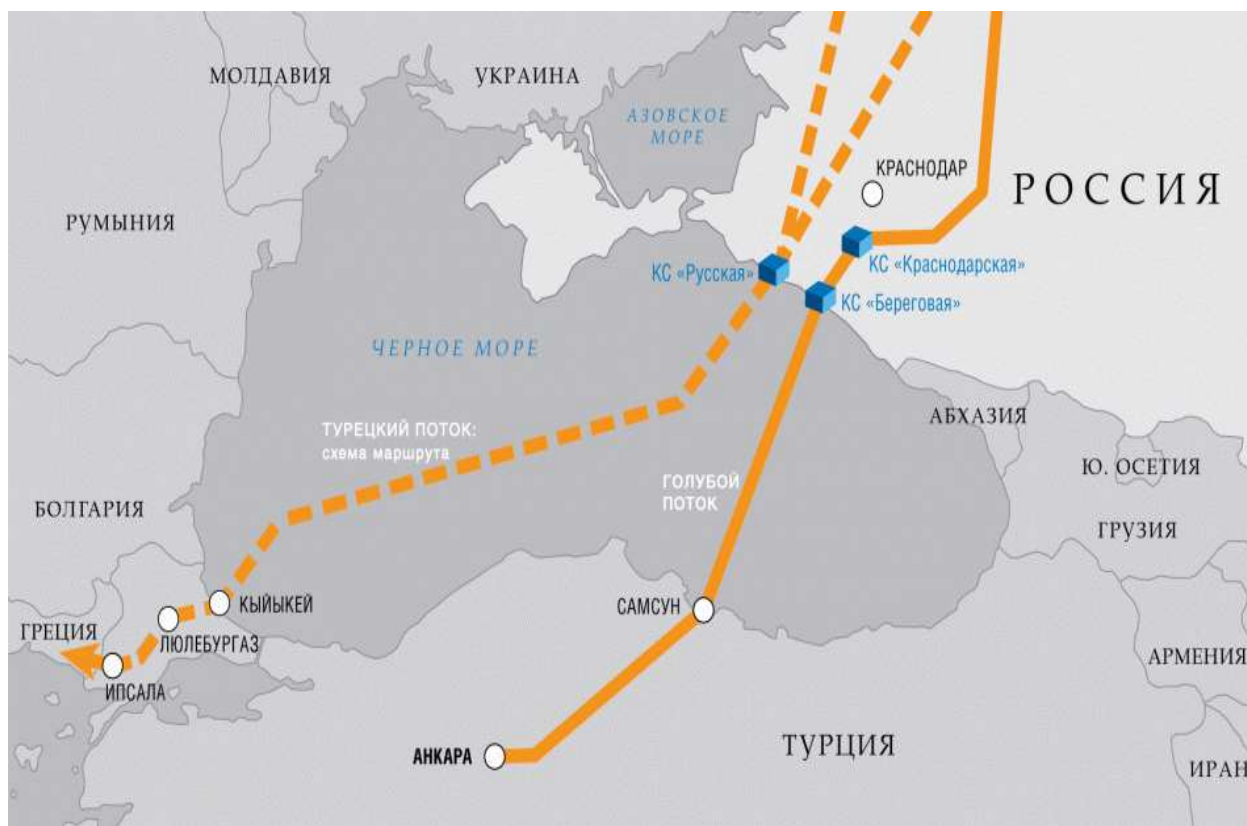 МОЛДАВИЯ
УКРАИНА
АЗОВСКОЕ
МОРЕ
КРАСНОДАР
РОССИЯ
РУМЫНИЯ
КС «Русская»
КС «Краснодарская»
КС «Береговая»
ЧЕРНОЕ МОРЕ
АБХАЗИЯ
ТУРЕЦКИЙ ПОТОК:
схема маршрута
Ю. ОСЕТИЯ
ГОЛУБОЙ
ПОТОК
БОЛГАРИЯ
ГРУЗИЯ
КЫЙЫКЕЙ
САМСУН
ГРЕЦИЯ
ЛЮЛЕБУРГАЗ
АРМЕНИЯ
ИПСАЛА
АНКАРА
ТУРЦИЯ
ИРАН